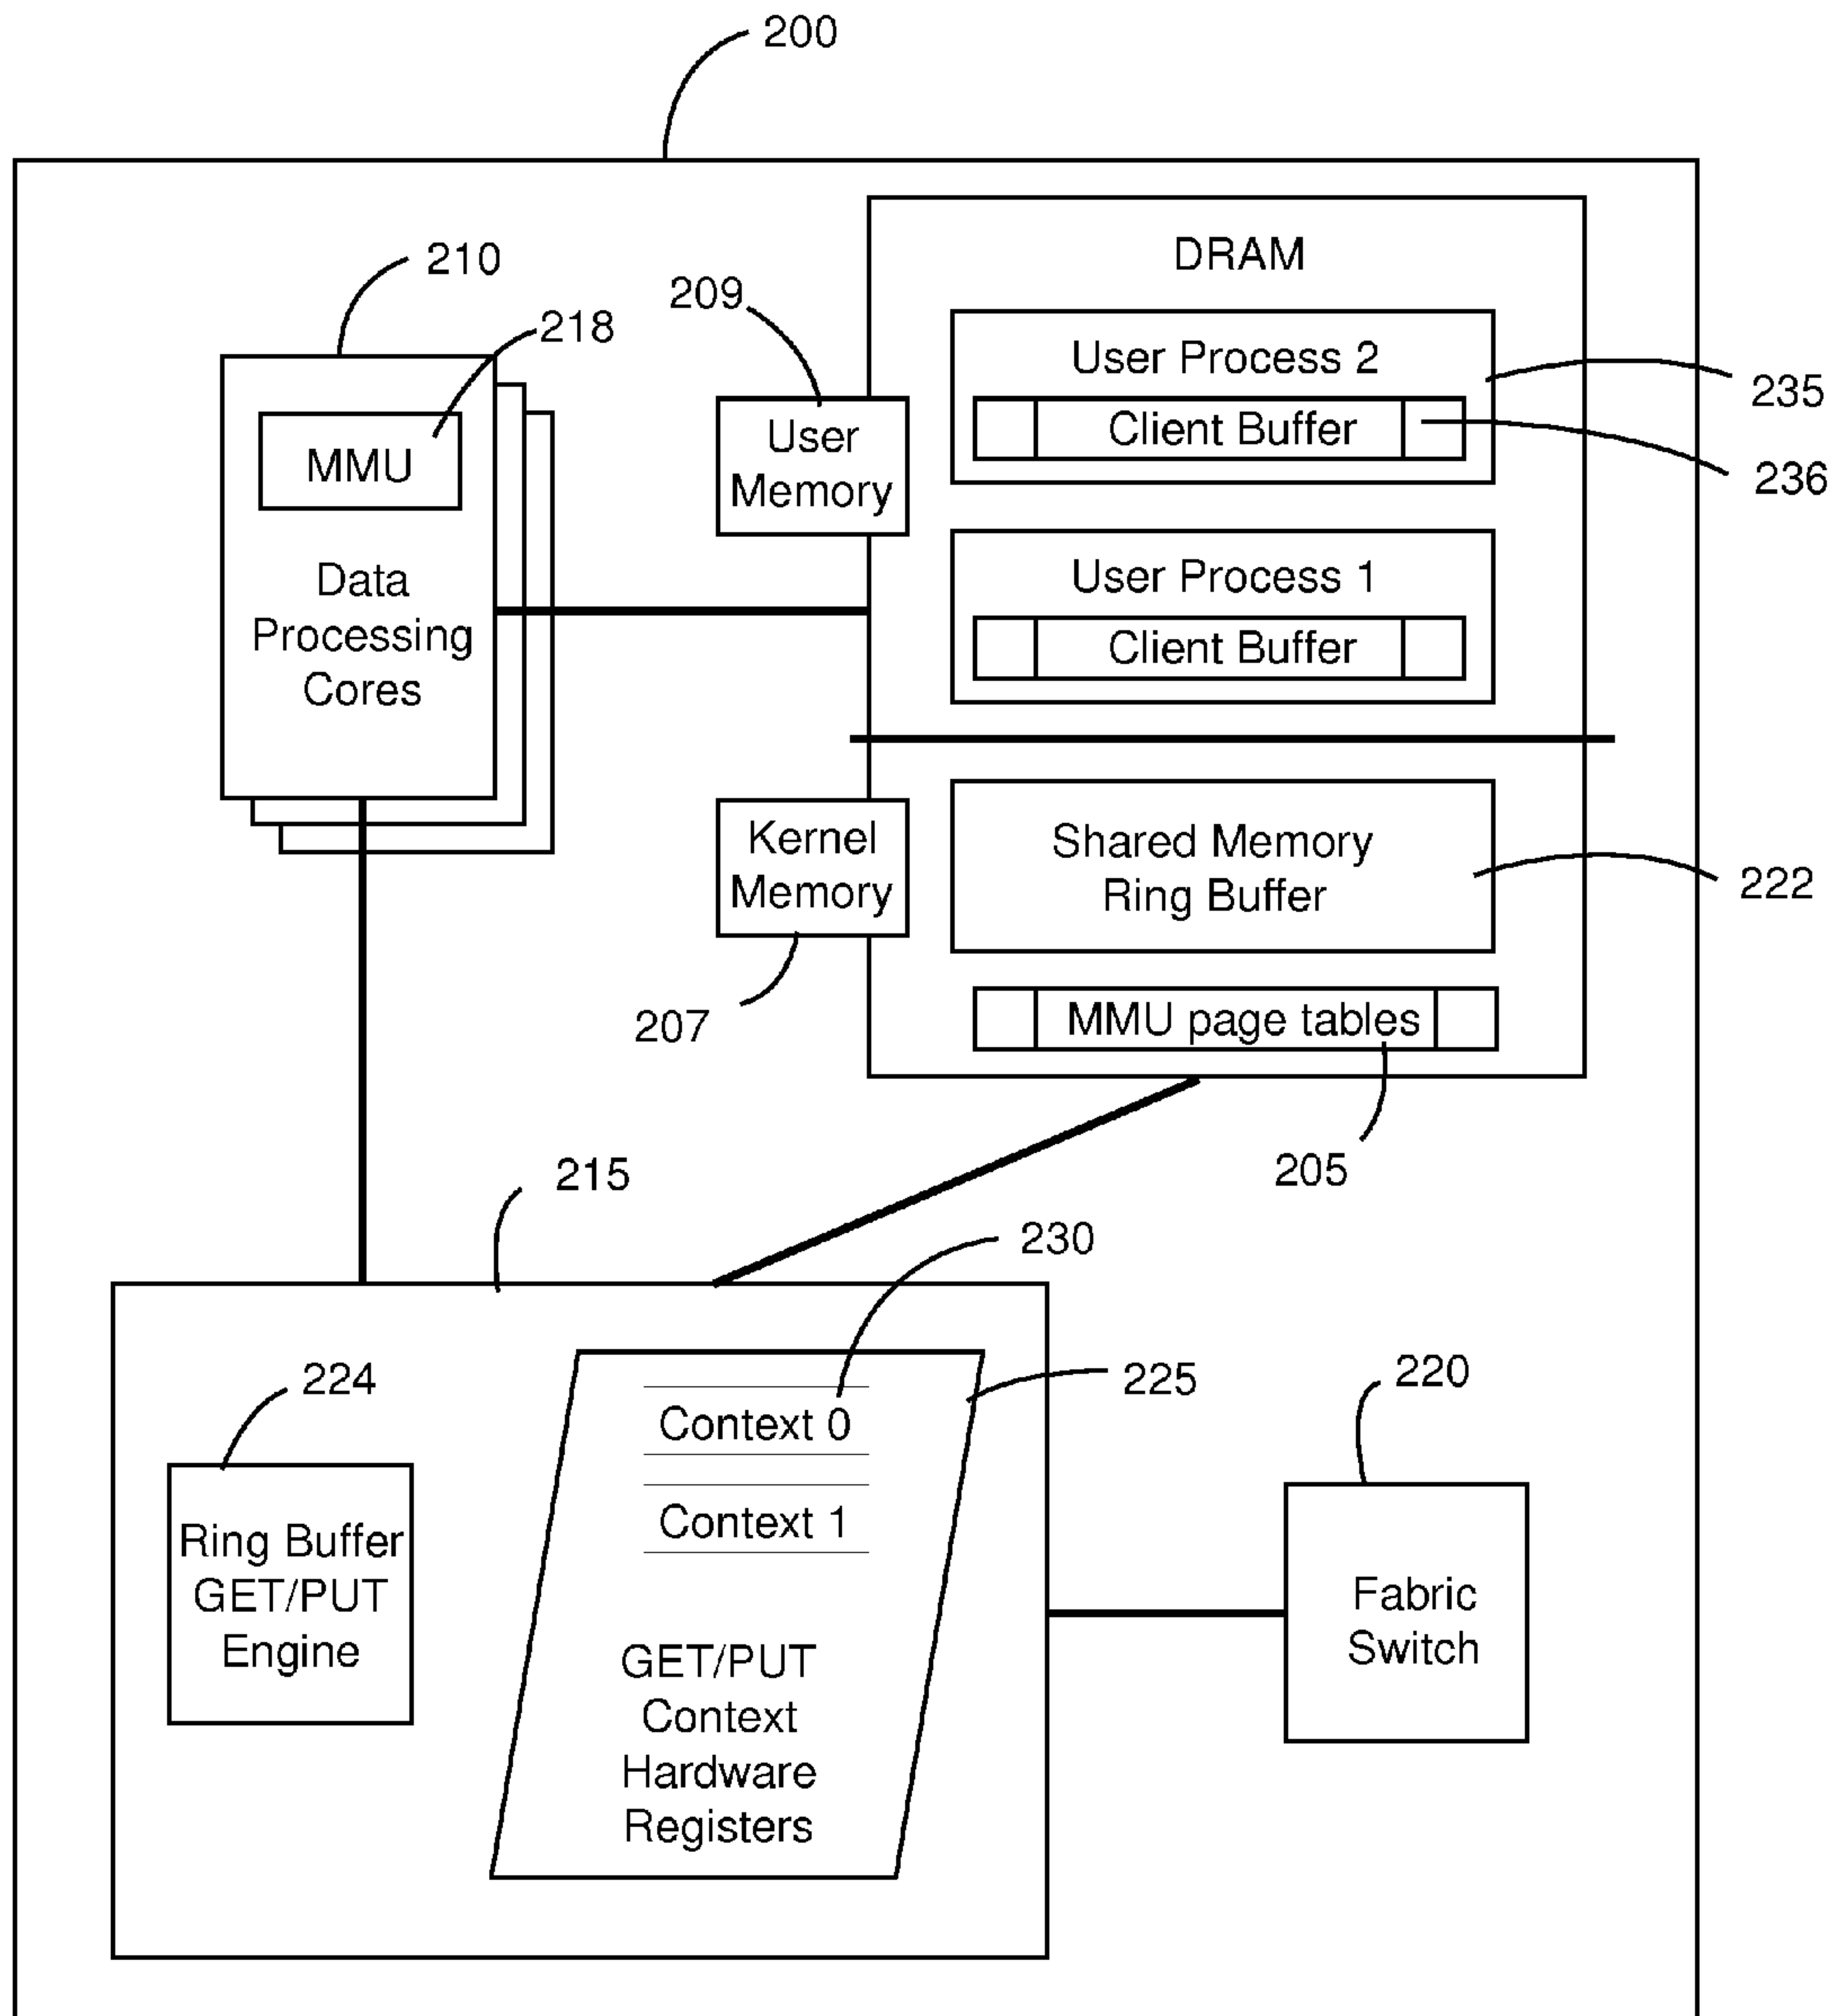 200
DRAM
210
209
218
User Process 2
235
Client Buffer
236
User
Memory
MMU
User Process 1
Client Buffer
Data
Processing
Cores
Kernel
Memory
207
Shared Memory
Ring Buffer
222
MMU page tables
205
215
230
224
225
220
Context 0
Context 1
Ring Buffer
GET/PUT
Engine
GET/PUT
Context
Hardware
Registers
Fabric
Switch